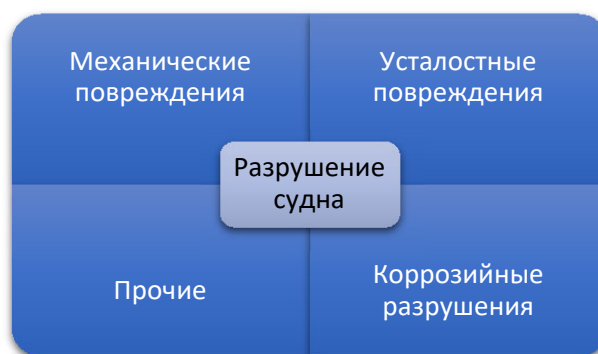 Механические
повреждения
Усталостные
повреждения
Разрушение
судна
Прочие
Коррозийные
разрушения